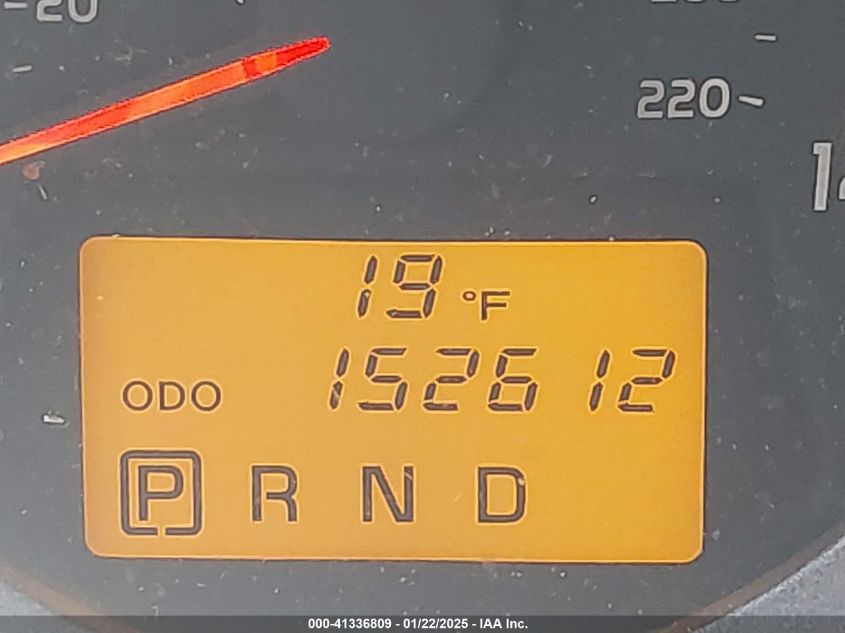 20
220
19 °F
ODO 152612
P R N D
000-41336809 - 01/22/2025 - IAA Inc.